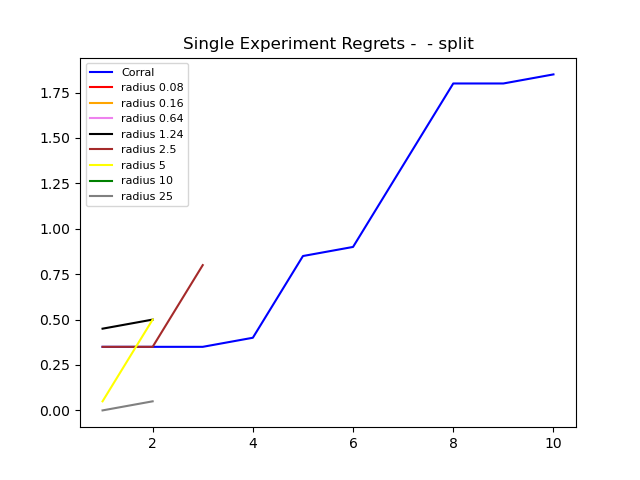 Single Experiment Regrets -  - split
Corral
radius 0.08
radius 0.16
radius 0.64
radius 1.24
radius 2.5
radius 5
radius 10
radius 25
1.75
1.50
1.25
1.00
0.75
0.50
0.25
0.00
2 4 6 8 10